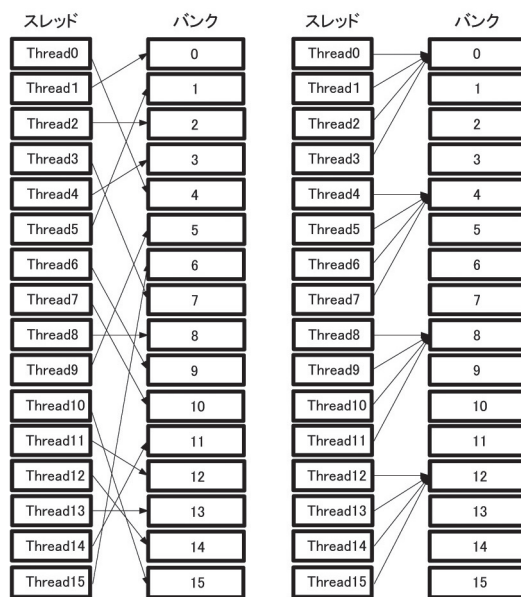 スレッド バンク スレッド バンク
Thread0 0 Thread0 0
Thread1 1 Thread1 1
Thread2 2 Thread2 2
Thread3 3 Thread3 3
Thread4 4 Thread4 4
Thread5 5 Thread5 5
Thread6 6 Thread6 6
Thread7 7 Thread7 7
Thread8 8 Thread8 8
Thread9 9 Thread9 9
Thread10 10 Thread10 10
Thread11 11 Thread11 11
Thread12 12 Thread12 12
Thread13 13 Thread13 13
Thread14 14 Thread14 14
Thread15 15 Thread15 15